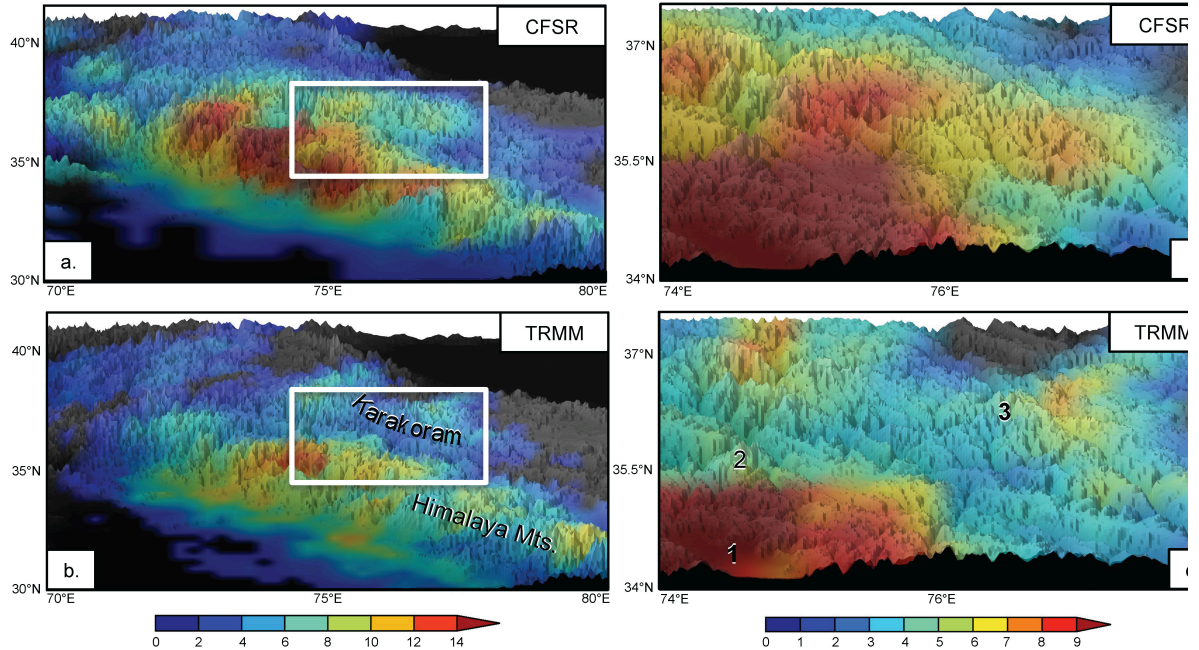 40°N
35°N
30°N
CFSR
a.
70°E
75°E
80°E
37°N
35.5°N
34°N
CFSR
74°E
76°E
40°N
35°N
30°N
TRMM
Karakoram
Himalaya Mts.
b.
70°E
75°E
80°E
37°N
35.5°N
34°N
TRMM
3
2
1
74°E
76°E
0 2 4 6 8 10 12 14
0 1 2 3 4 5 6 7 8 9